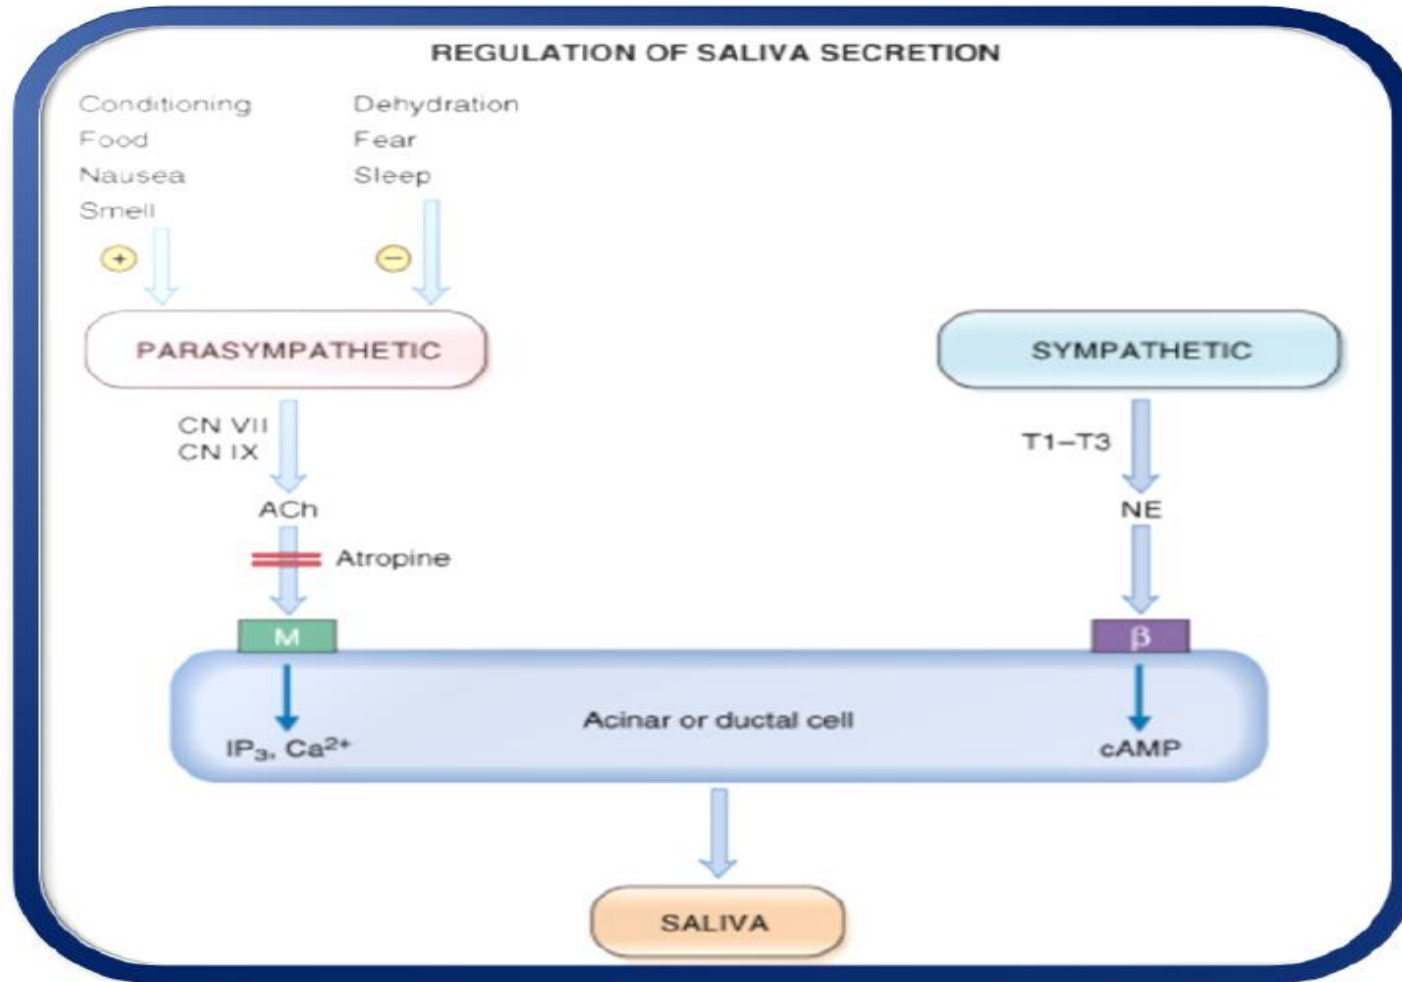 REGULATION OF SALIVA SECRETION
Conditioning
Food
Nausea
Smell
Dehydration
Fear
Sleep
+
−
PARASYMPATHETIC
SYMPATHETIC
CN VII
CN IX
T1–T3
ACh
NE
Atropine
M
β
Acinar or ductal cell
IP₃, Ca²⁺
cAMP
SALIVA